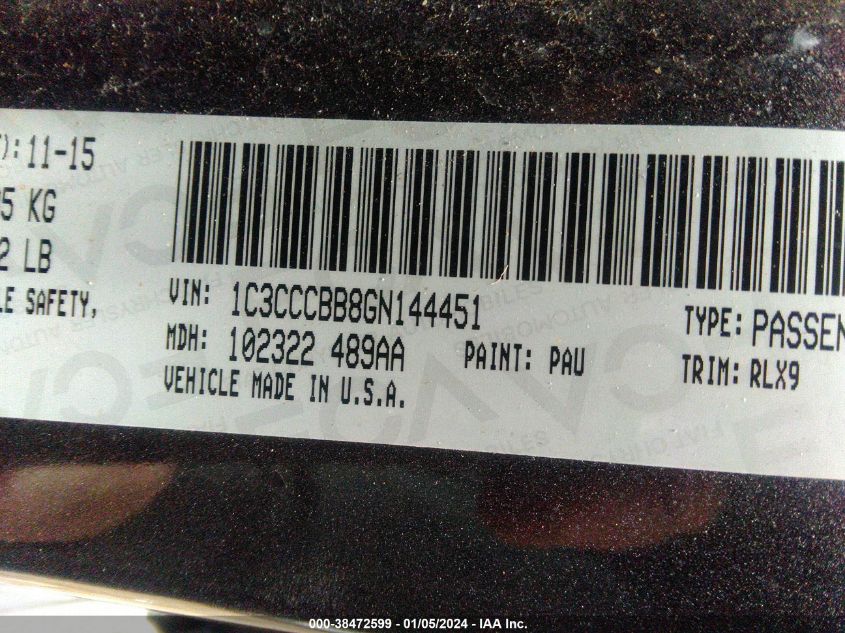 T): 11-15
5 KG
2 LB
LE SAFETY,
VIN: 1C3CCCBB8GN144451
MDH: 102322 489AA
PAINT: PAU
VEHICLE MADE IN U.S.A.
TYPE: PASSEN
TRIM: RLX9
000-38472599 — 01/05/2024 — IAA Inc.